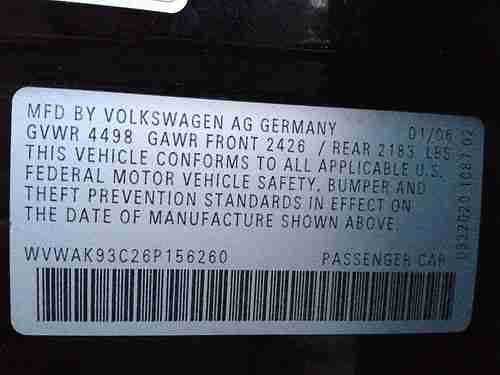 MFD BY VOLKSWAGEN AG GERMANY 01/06
GVWR 4498 GAWR FRONT 2426 / REAR 2183 LBS
THIS VEHICLE CONFORMS TO ALL APPLICABLE U.S.
FEDERAL MOTOR VEHICLE SAFETY, BUMPER AND
THEFT PREVENTION STANDARDS IN EFFECT ON
THE DATE OF MANUFACTURE SHOWN ABOVE.
WVWAK93C26P156260 PASSENGER CAR